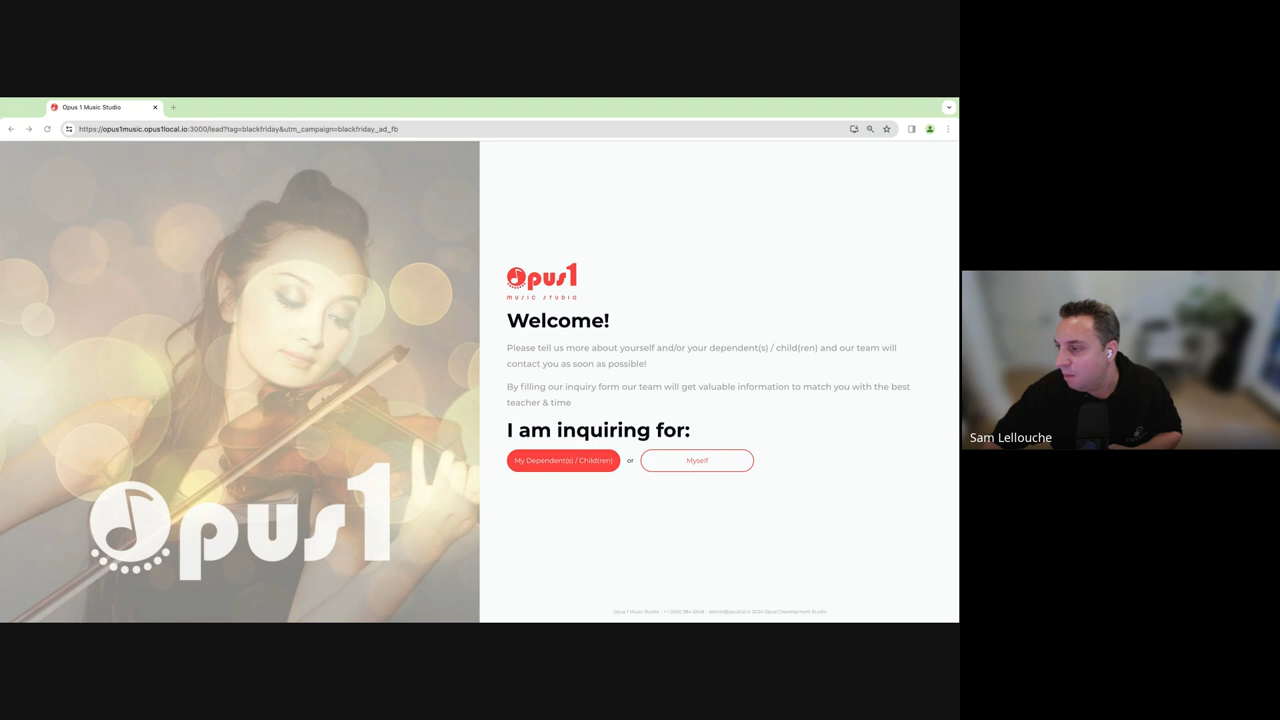 Opus 1 Music Studio
https://opus1music.opus1local.io:3000/lead?tag=blackfriday&utm_campaign=blackfriday_ad_fb
Opus1
MUSIC STUDIO
Welcome!
Please tell us more about yourself and/or your dependent(s) / child(ren) and our team will
contact you as soon as possible!
By filling our inquiry form our team will get valuable information to match you with the best
teacher & time
I am inquiring for:
My Dependent(s) / Child(ren) or Myself
Opus1
Sam Lellouche